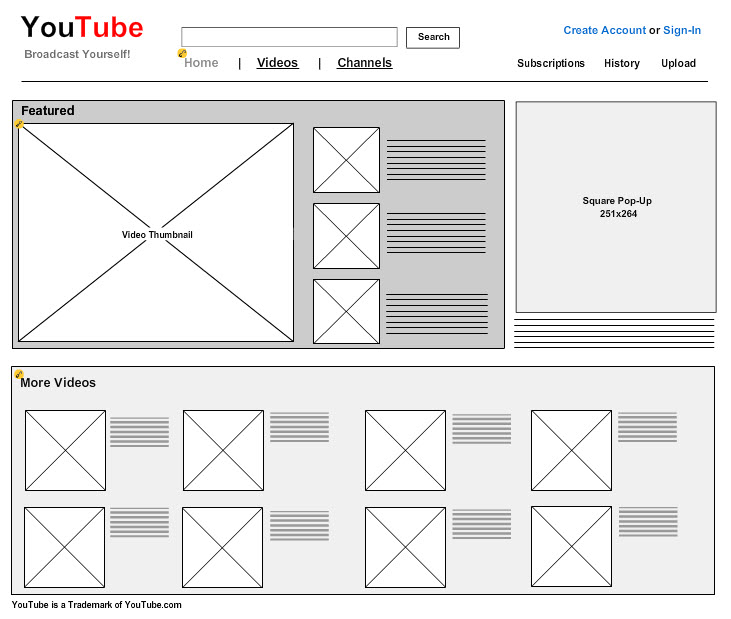 YouTube
Broadcast Yourself!
Search
Create Account or Sign-In
Home | Videos | Channels
Subscriptions History Upload
Featured
Video Thumbnail
Square Pop-Up
251x264
More Videos
YouTube is a Trademark of YouTube.com